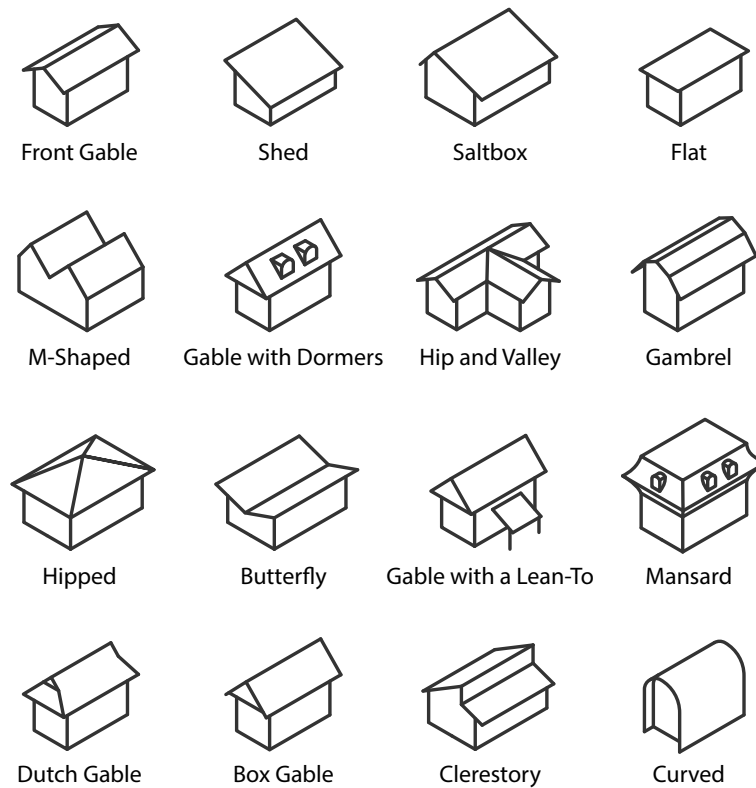 Front Gable
Shed
Saltbox
Flat
M-Shaped
Gable with Dormers
Hip and Valley
Gambrel
Hipped
Butterfly
Gable with a Lean-To
Mansard
Dutch Gable
Box Gable
Clerestory
Curved